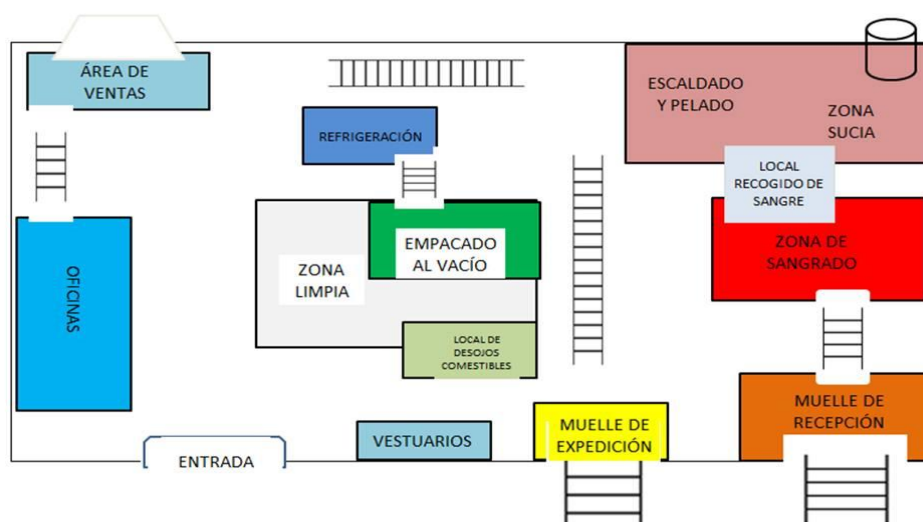 ÁREA DE
VENTAS
ESCALDADO
Y PELADO
ZONA
SUCIA
REFRIGERACIÓN
LOCAL
RECOGIDO DE
SANGRE
EMPACADO
AL VACÍO
ZONA
LIMPIA
ZONA DE
SANGRADO
OFICINAS
LOCAL DE
DESOJOS
COMESTIBLES
MUELLE DE
RECEPCIÓN
MUELLE DE
EXPEDICIÓN
VESTUARIOS
ENTRADA